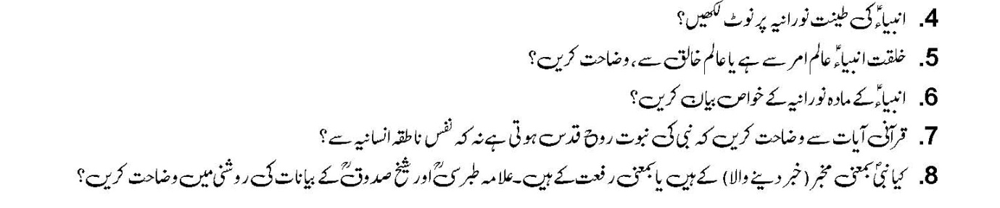 4. انبیاءؑ کی طینت نورانیہ پر نوٹ لکھیں؟
5. خلقت انبیاءؑ عالم امر سے ہے یا عالم خالق سے، وضاحت کریں؟
6. انبیاءؑ کے مادہ نورانیہ کے خواص بیان کریں؟
7. قرآنی آیات سے وضاحت کریں کہ نبی کی نبوت روح قدس ہوتی ہے نہ کہ نفس ناطقہ انسانیہ سے؟
8. کیا نبیؐ بمعنی مخبر (خبر دینے والا) کے ہیں یا بمعنی رفعت کے ہیں۔ علامہ طبرسیؒ اور شیخ صدوقؒ کے بیانات کی روشنی میں وضاحت کریں؟